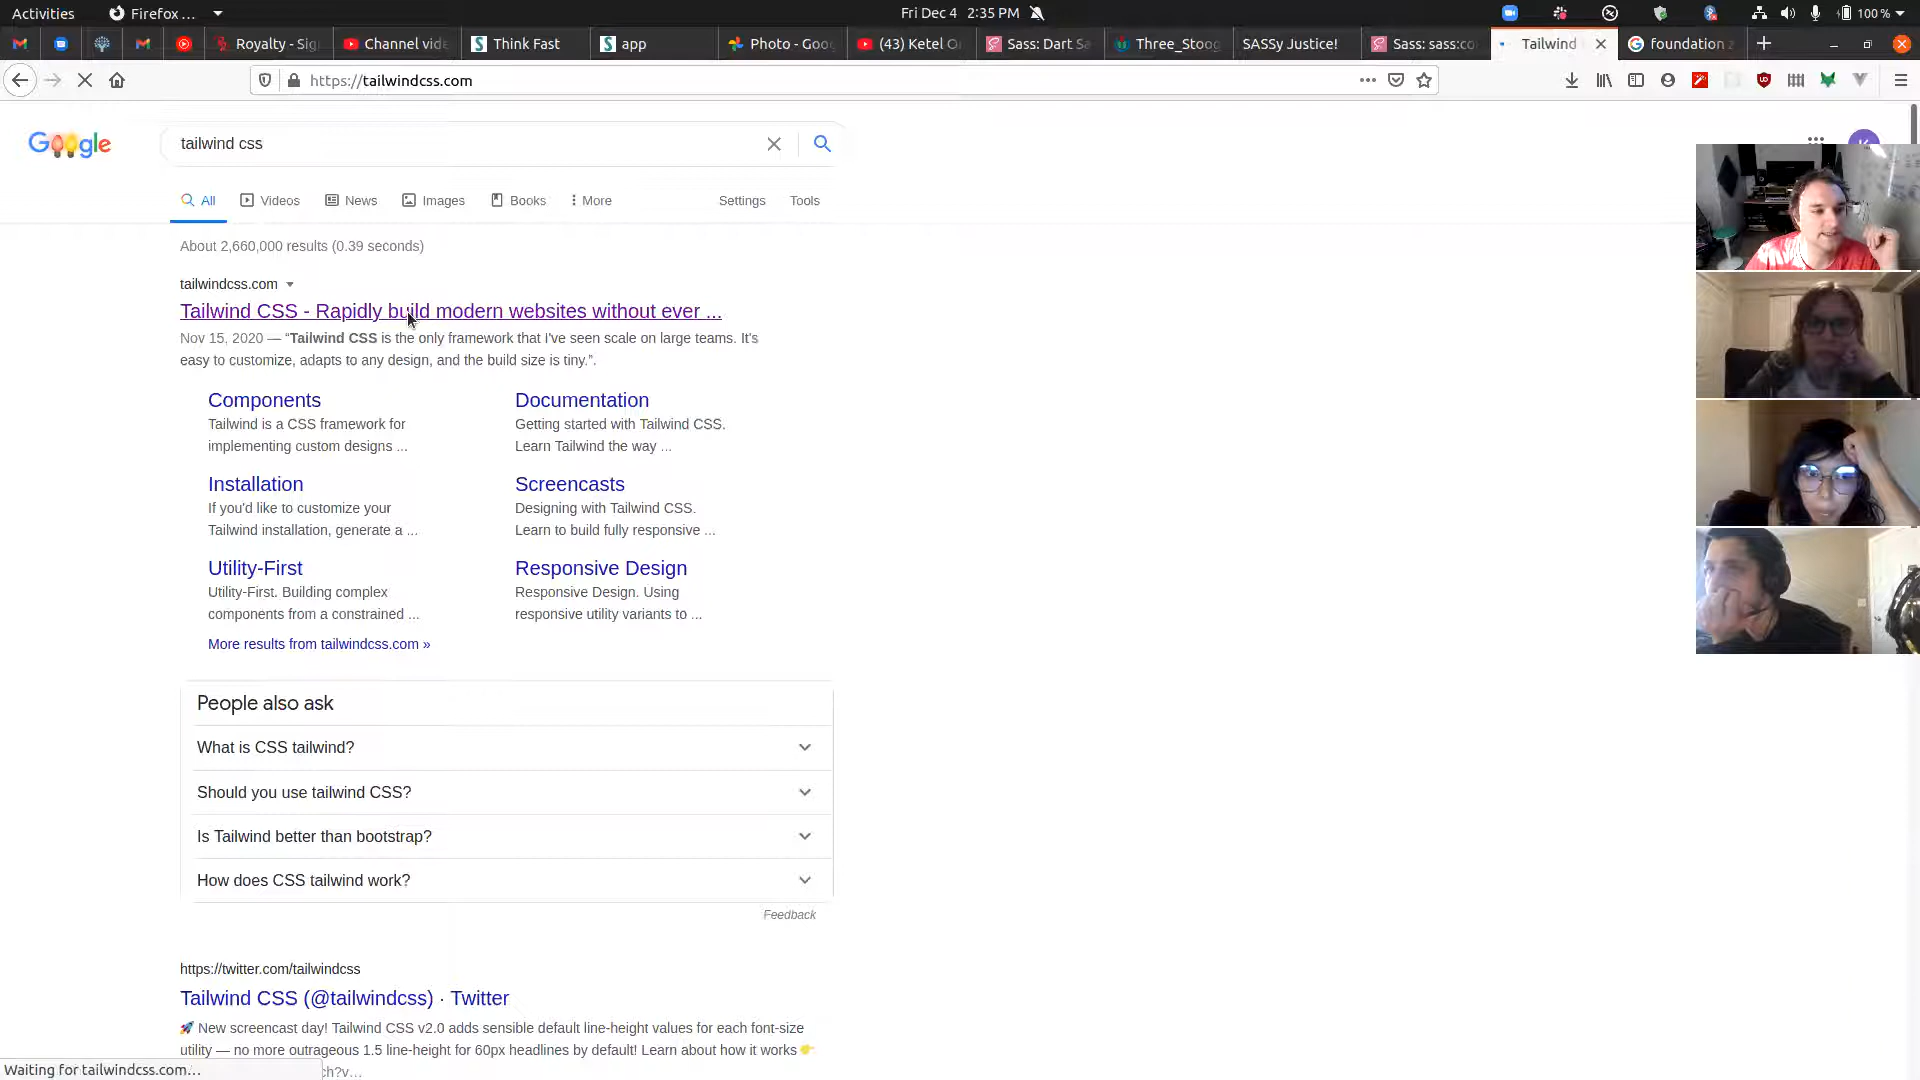 Activities
Firefox ...
Fri Dec 4 2:35 PM
100 %
Royalty - Sig
Channel vide
Think Fast
app
Photo - Goo
(43) Ketel O
Sass: Dart Sa
Three_Stoog
SASSy Justice!
Sass: sass:co
Tailwind
foundation z
https://tailwindcss.com
Google
tailwind css
All
Videos
News
Images
Books
More
Settings
Tools
About 2,660,000 results (0.39 seconds)
tailwindcss.com
Tailwind CSS - Rapidly build modern websites without ever ...
Nov 15, 2020 — “Tailwind CSS is the only framework that I've seen scale on large teams. It's
easy to customize, adapts to any design, and the build size is tiny.”.
Components
Tailwind is a CSS framework for
implementing custom designs ...
Documentation
Getting started with Tailwind CSS.
Learn Tailwind the way ...
Installation
If you'd like to customize your
Tailwind installation, generate a ...
Screencasts
Designing with Tailwind CSS.
Learn to build fully responsive ...
Utility-First
Utility-First. Building complex
components from a constrained ...
Responsive Design
Responsive Design. Using
responsive utility variants to ...
More results from tailwindcss.com »
People also ask
What is CSS tailwind?
Should you use tailwind CSS?
Is Tailwind better than bootstrap?
How does CSS tailwind work?
Feedback
https://twitter.com/tailwindcss
Tailwind CSS (@tailwindcss) · Twitter
🚀 New screencast day! Tailwind CSS v2.0 adds sensible default line-height values for each font-size
utility — no more outrageous 1.5 line-height for 60px headlines by default! Learn about how it works 👉
ch?v...
Waiting for tailwindcss.com...